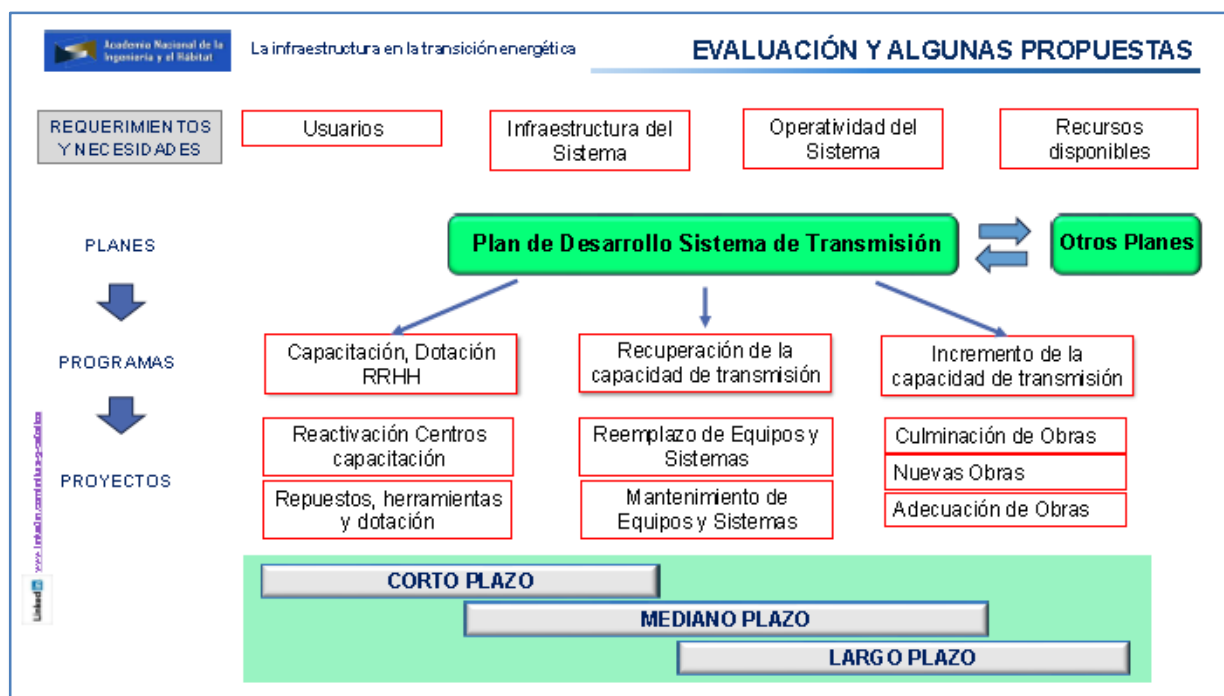 Academia Nacional de la
Ingeniería y el Hábitat
La infraestructura en la transición energética
EVALUACIÓN Y ALGUNAS PROPUESTAS
REQUERIMIENTOS
Y NECESIDADES
Usuarios
Infraestructura del
Sistema
Operatividad del
Sistema
Recursos
disponibles
PLANES
Plan de Desarrollo Sistema de Transmisión
Otros Planes
PROGRAMAS
Capacitación, Dotación
RRHH
Recuperación de la
capacidad de transmisión
Incremento de la
capacidad de transmisión
PROYECTOS
Reactivación Centros
capacitación
Repuestos, herramientas
y dotación
Reemplazo de Equipos y
Sistemas
Mantenimiento de
Equipos y Sistemas
Culminación de Obras
Nuevas Obras
Adecuación de Obras
CORTO PLAZO
MEDIANO PLAZO
LARGO PLAZO
Linked in